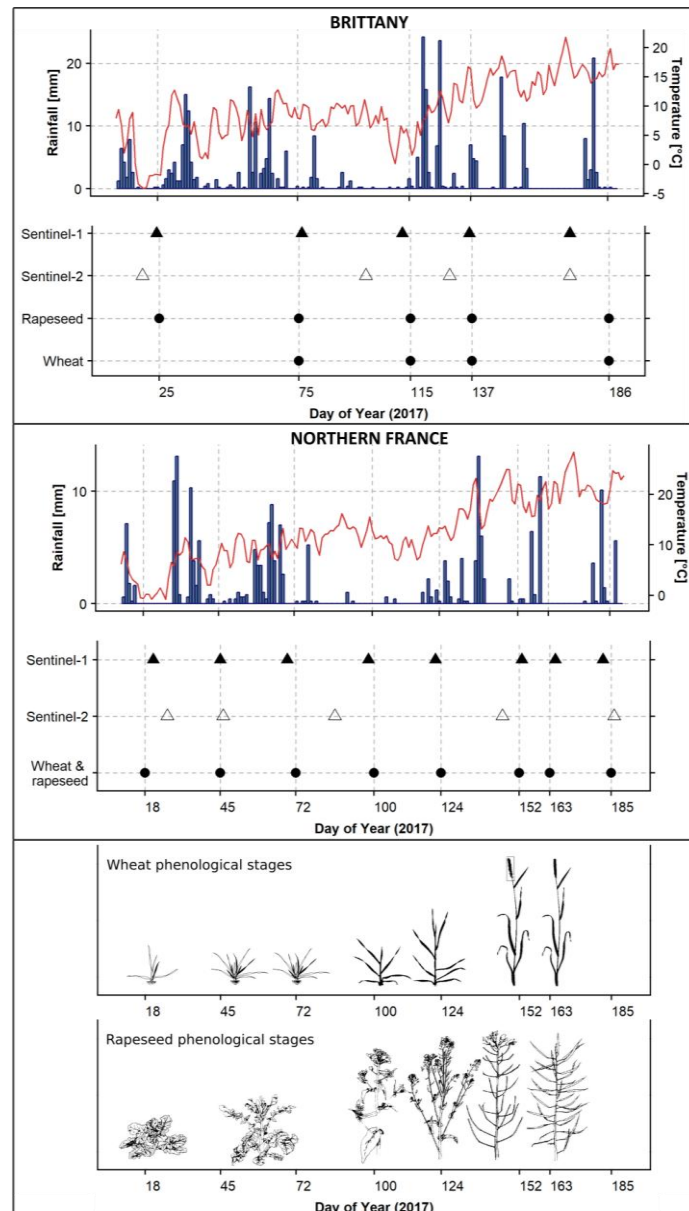 BRITTANY
Rainfall [mm]
20
10
0
Temperature [°C]
20
15
10
5
0
-5
Sentinel-1
Sentinel-2
Rapeseed
Wheat
25 75 115 137 186
Day of Year (2017)
NORTHERN FRANCE
Rainfall [mm]
10
0
Temperature [°C]
20
10
0
Sentinel-1
Sentinel-2
Wheat &
rapeseed
18 45 72 100 124 152 163 185
Day of Year (2017)
Wheat phenological stages
18 45 72 100 124 152 163 185
Rapeseed phenological stages
18 45 72 100 124 152 163 185
Day of Year (2017)